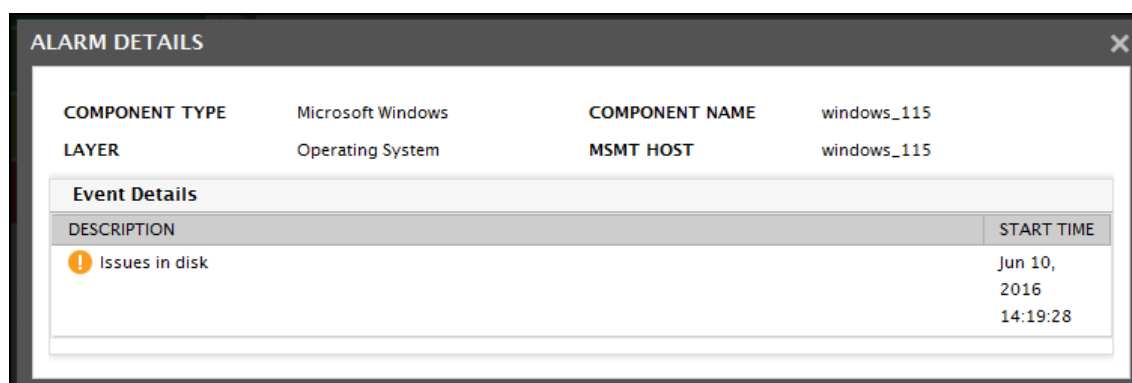 ALARM DETAILS
COMPONENT TYPE Microsoft Windows COMPONENT NAME windows_115
LAYER Operating System MSMT HOST windows_115
Event Details
DESCRIPTION START TIME
Issues in disk Jun 10,
2016
14:19:28